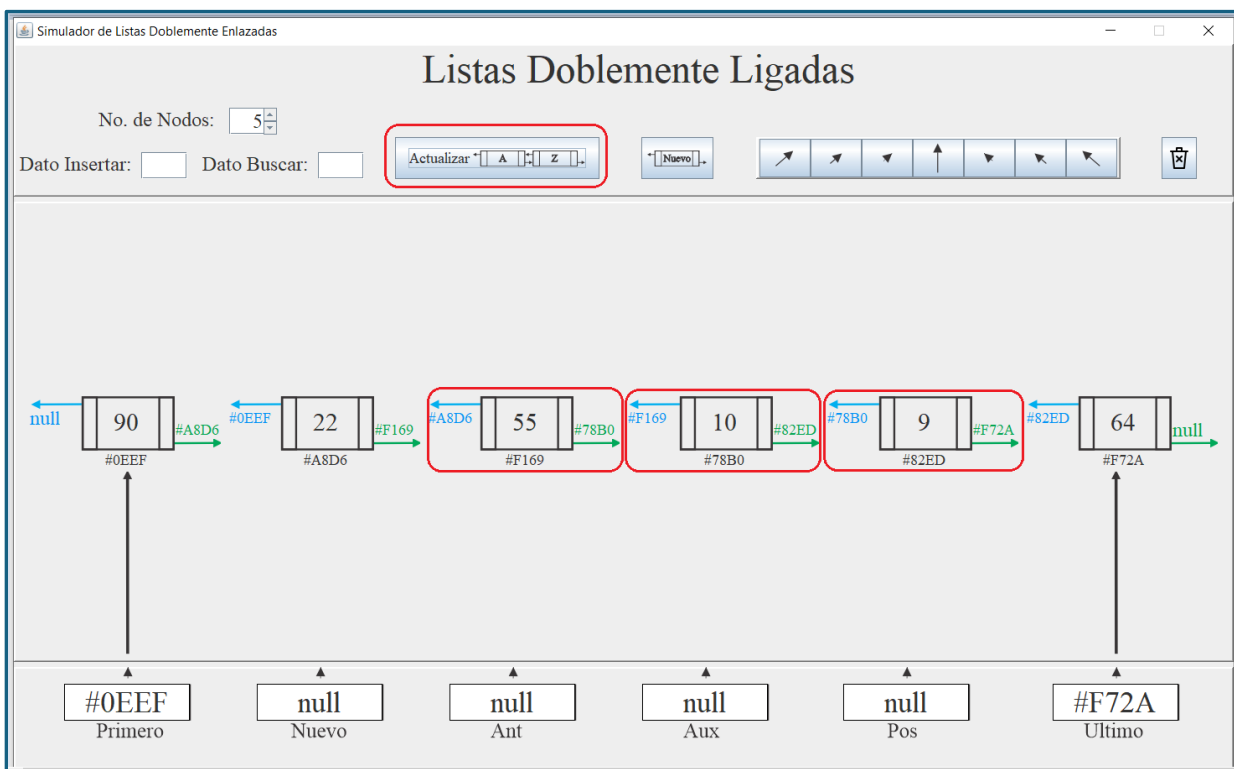 Simulador de Listas Doblemente Enlazadas
Listas Doblemente Ligadas
No. de Nodos: 5
Dato Insertar: Dato Buscar:
Actualizar A Z
Nuevo
null 90 #A8D6 #0EEF 22 #F169 #A8D6 55 #78B0 #F169 10 #82ED #78B0 9 #F72A #82ED 64 null
#0EEF #A8D6 #F169 #78B0 #82ED #F72A
#0EEF null null null null #F72A
Primero Nuevo Ant Aux Pos Ultimo